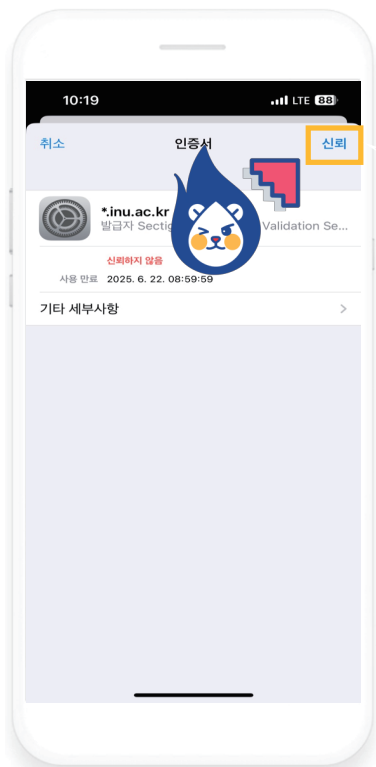 10:19 LTE 88
취소 인증서 신뢰
*.inu.ac.kr
발급자 Sectig Validation Se...
신뢰하지 않음
사용 만료 2025. 6. 22. 08:59:59
기타 세부사항